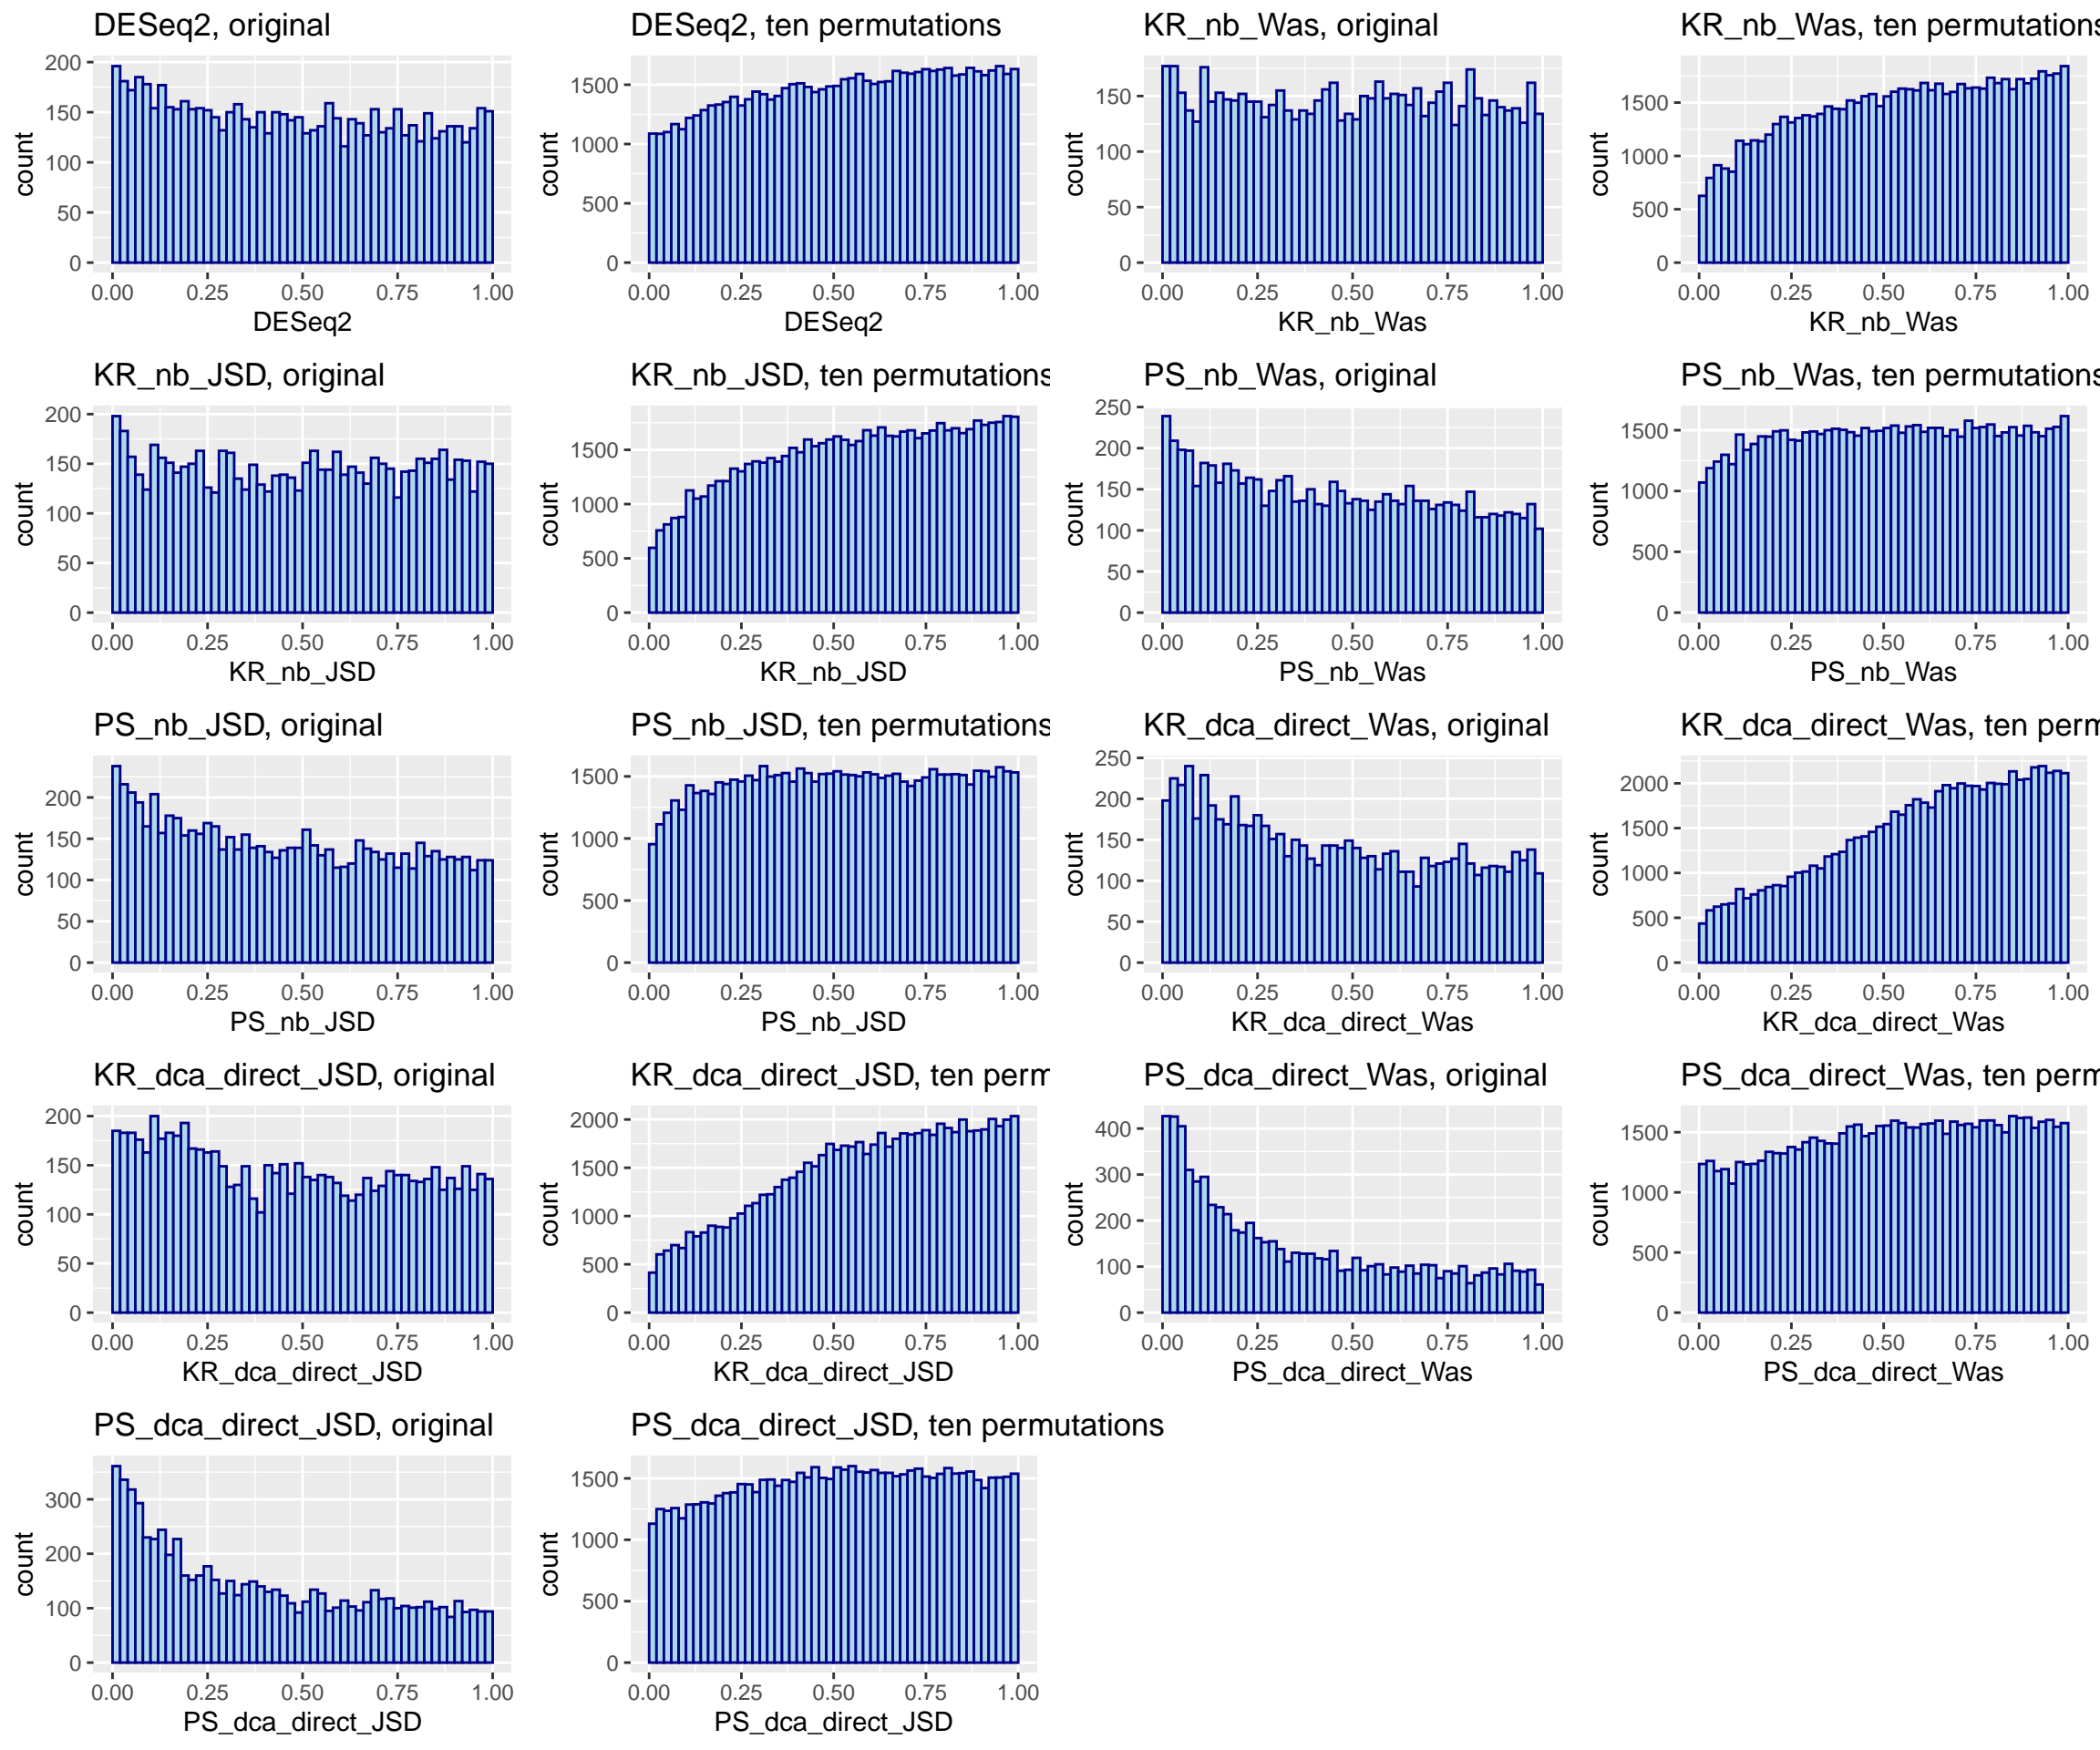 DESeq2, original
200
150
100
50
0
count
0.00 0.25 0.50 0.75 1.00
DESeq2
DESeq2, ten permutations
1500
1000
500
0
count
0.00 0.25 0.50 0.75 1.00
DESeq2
KR_nb_Was, original
150
100
50
0
count
0.00 0.25 0.50 0.75 1.00
KR_nb_Was
KR_nb_Was, ten permutations
1500
1000
500
0
count
0.00 0.25 0.50 0.75 1.00
KR_nb_Was
KR_nb_JSD, original
200
150
100
50
0
count
0.00 0.25 0.50 0.75 1.00
KR_nb_JSD
KR_nb_JSD, ten permutations
1500
1000
500
0
count
0.00 0.25 0.50 0.75 1.00
KR_nb_JSD
PS_nb_Was, original
250
200
150
100
50
0
count
0.00 0.25 0.50 0.75 1.00
PS_nb_Was
PS_nb_Was, ten permutations
1500
1000
500
0
count
0.00 0.25 0.50 0.75 1.00
PS_nb_Was
PS_nb_JSD, original
200
150
100
50
0
count
0.00 0.25 0.50 0.75 1.00
PS_nb_JSD
PS_nb_JSD, ten permutations
1500
1000
500
0
count
0.00 0.25 0.50 0.75 1.00
PS_nb_JSD
KR_dca_direct_Was, original
250
200
150
100
50
0
count
0.00 0.25 0.50 0.75 1.00
KR_dca_direct_Was
KR_dca_direct_Was, ten perm
2000
1500
1000
500
0
count
0.00 0.25 0.50 0.75 1.00
KR_dca_direct_Was
KR_dca_direct_JSD, original
200
150
100
50
0
count
0.00 0.25 0.50 0.75 1.00
KR_dca_direct_JSD
KR_dca_direct_JSD, ten perm
2000
1500
1000
500
0
count
0.00 0.25 0.50 0.75 1.00
KR_dca_direct_JSD
PS_dca_direct_Was, original
400
300
200
100
0
count
0.00 0.25 0.50 0.75 1.00
PS_dca_direct_Was
PS_dca_direct_Was, ten perm
1500
1000
500
0
count
0.00 0.25 0.50 0.75 1.00
PS_dca_direct_Was
PS_dca_direct_JSD, original
300
200
100
0
count
0.00 0.25 0.50 0.75 1.00
PS_dca_direct_JSD
PS_dca_direct_JSD, ten permutations
1500
1000
500
0
count
0.00 0.25 0.50 0.75 1.00
PS_dca_direct_JSD